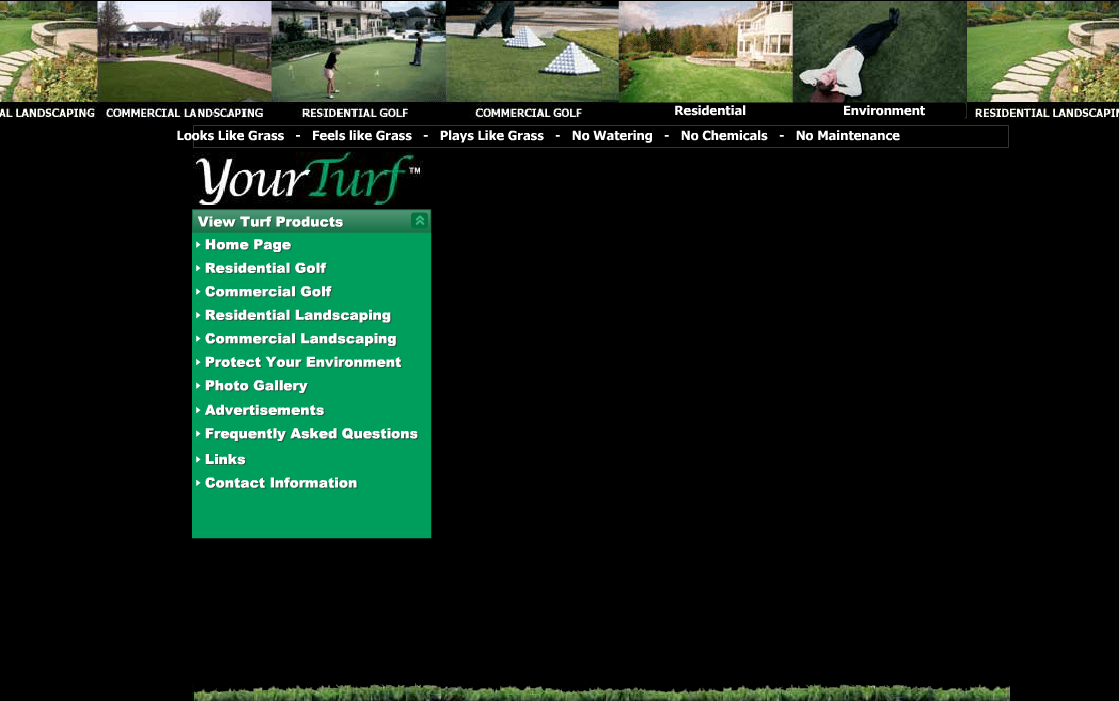 AL LANDSCAPING COMMERCIAL LANDSCAPING RESIDENTIAL GOLF COMMERCIAL GOLF Residential Environment RESIDENTIAL LANDSCAPIN
Looks Like Grass - Feels like Grass - Plays Like Grass - No Watering - No Chemicals - No Maintenance
YourTurf™
View Turf Products
Home Page
Residential Golf
Commercial Golf
Residential Landscaping
Commercial Landscaping
Protect Your Environment
Photo Gallery
Advertisements
Frequently Asked Questions
Links
Contact Information